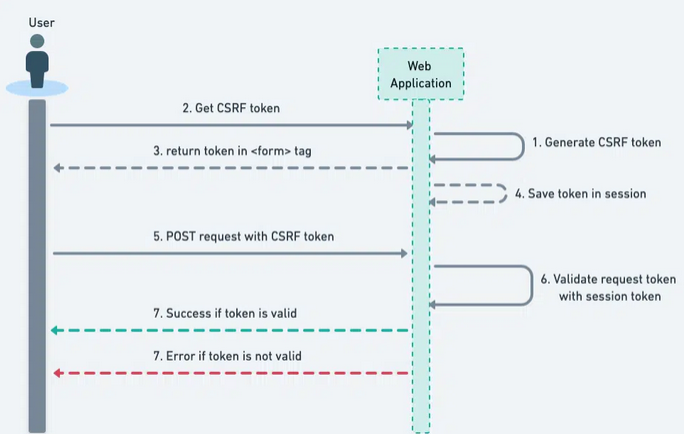 User
Web
Application
2. Get CSRF token
1. Generate CSRF token
3. return token in <form> tag
4. Save token in session
5. POST request with CSRF token
6. Validate request token
with session token
7. Success if token is valid
7. Error if token is not valid